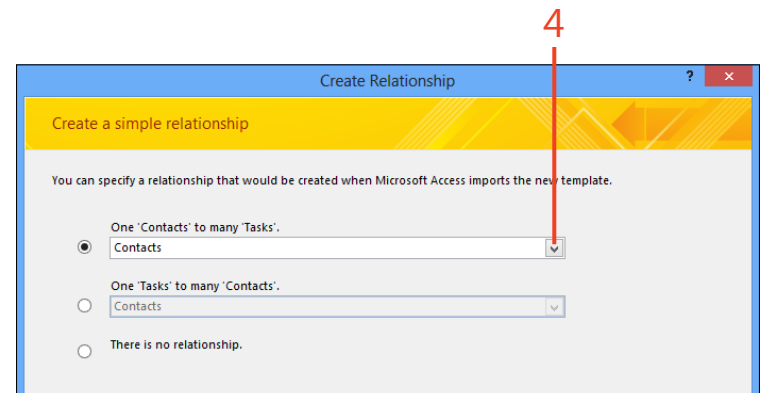 4
Create Relationship ? ×
Create a simple relationship
You can specify a relationship that would be created when Microsoft Access imports the new template.
One 'Contacts' to many 'Tasks'.
Contacts
One 'Tasks' to many 'Contacts'.
Contacts
There is no relationship.